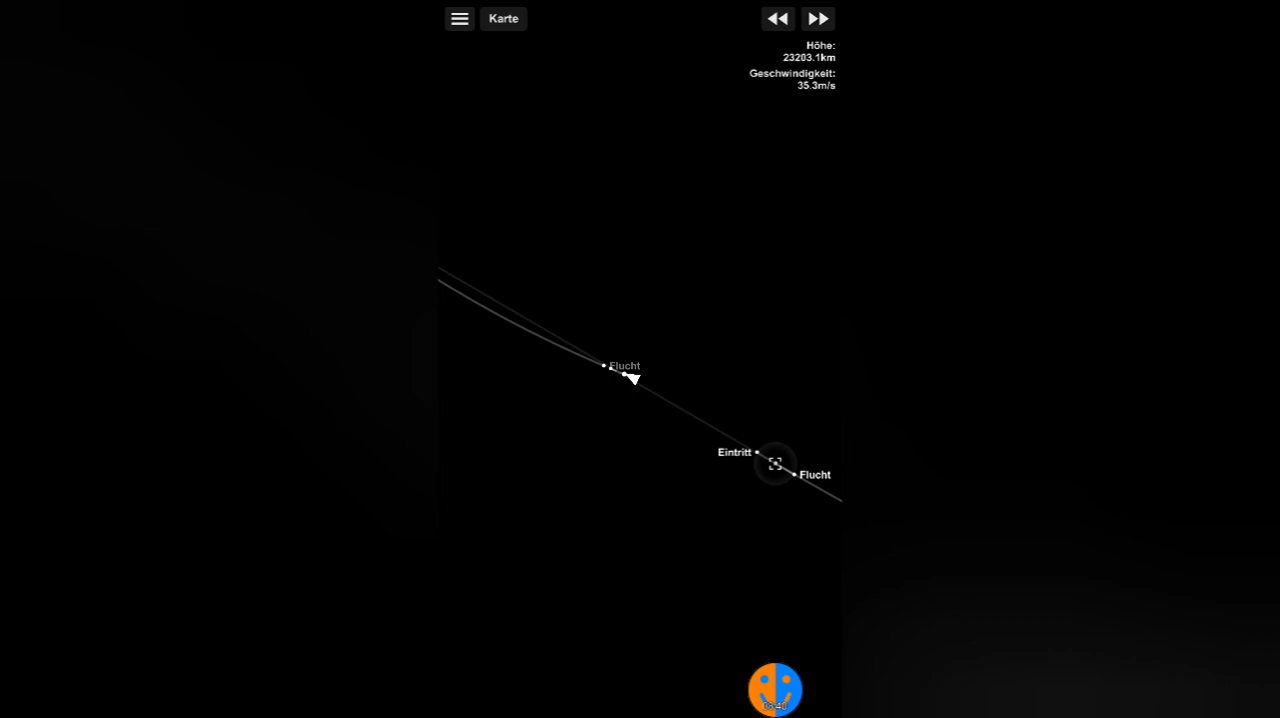 Karte
Höhe:
23203.1km
Geschwindigkeit:
35.3m/s
Flucht
Eintritt
Flucht